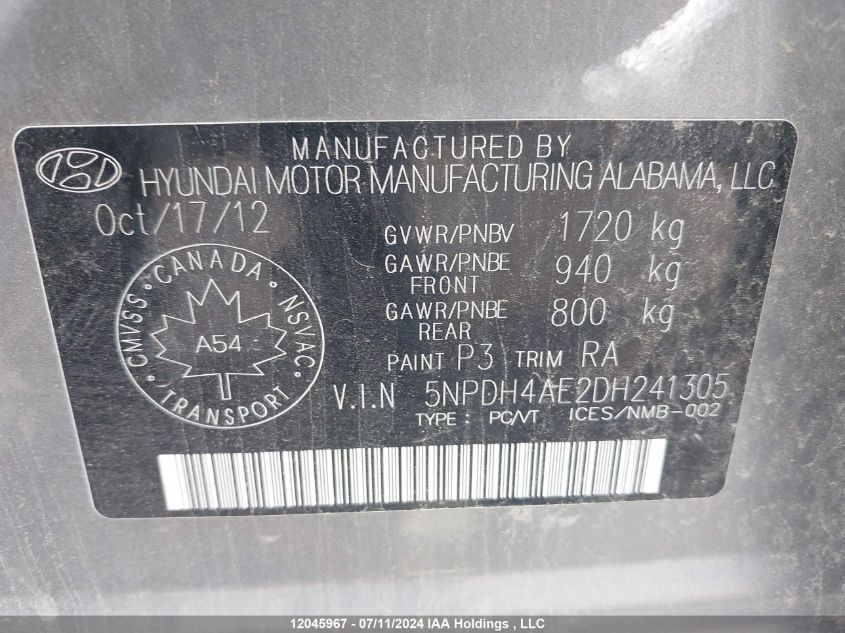 MANUFACTURED BY
HYUNDAI MOTOR MANUFACTURING ALABAMA, LLC
Oct/17/12
GVWR/PNBV 1720 kg
GAWR/PNBE FRONT 940 kg
GAWR/PNBE REAR 800 kg
CMVSS • CANADA • NSVAC
A54
TRANSPORT
PAINT P3 TRIM RA
V.I.N 5NPDH4AE2DH241305
TYPE : PC/VT ICES/NMB-002
12045967 - 07/11/2024 IAA Holdings , LLC